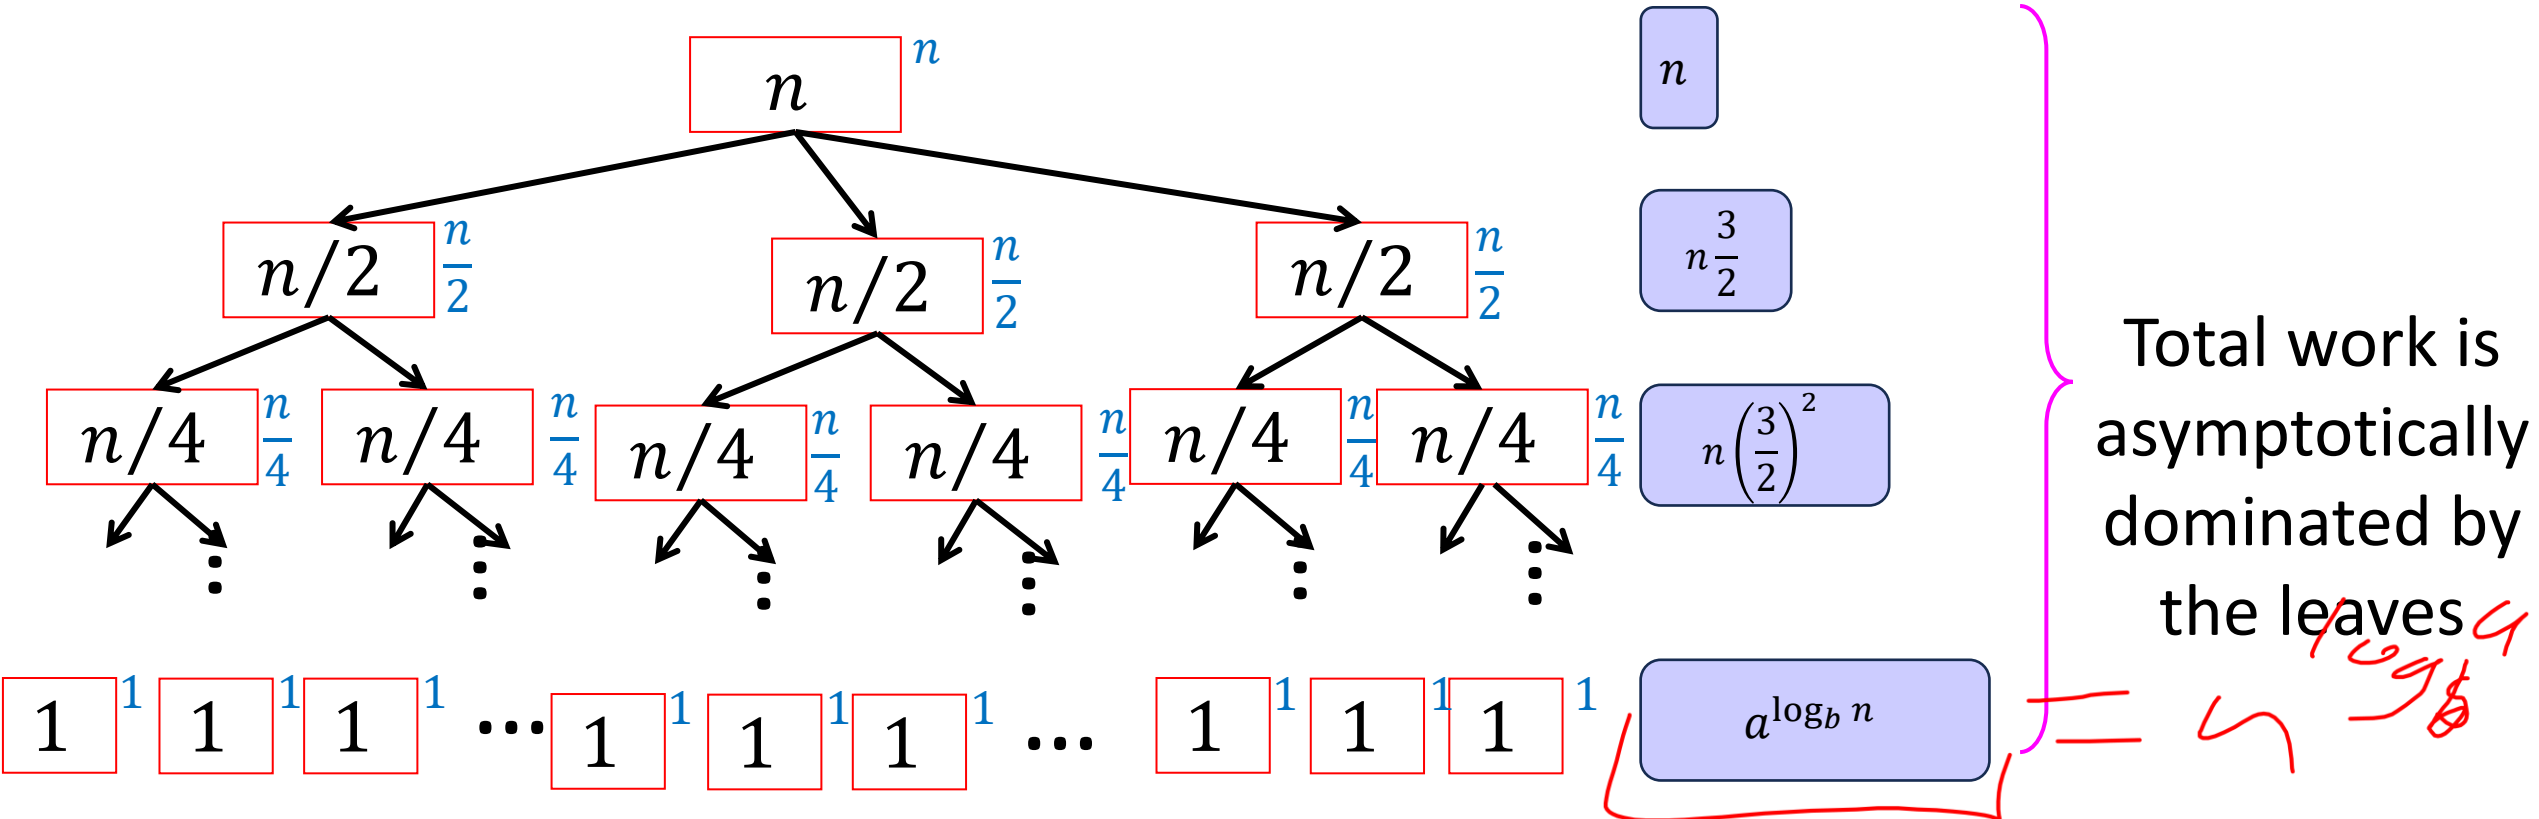 n n n
n/2 n/2 n/2 n/2 n/2 n/2 n 3/2
n/4 n/4 n/4 n/4 n/4 n/4 n/4 n/4 n/4 n/4 n/4 n/4 n(3/2)^2
Total work is
asymptotically
dominated by
the leaves
1 1 1 1 1 1 ... 1 1 1 1 1 1 ... 1 1 1 1 1 1 a^{log_b n} = n^{log_b a}